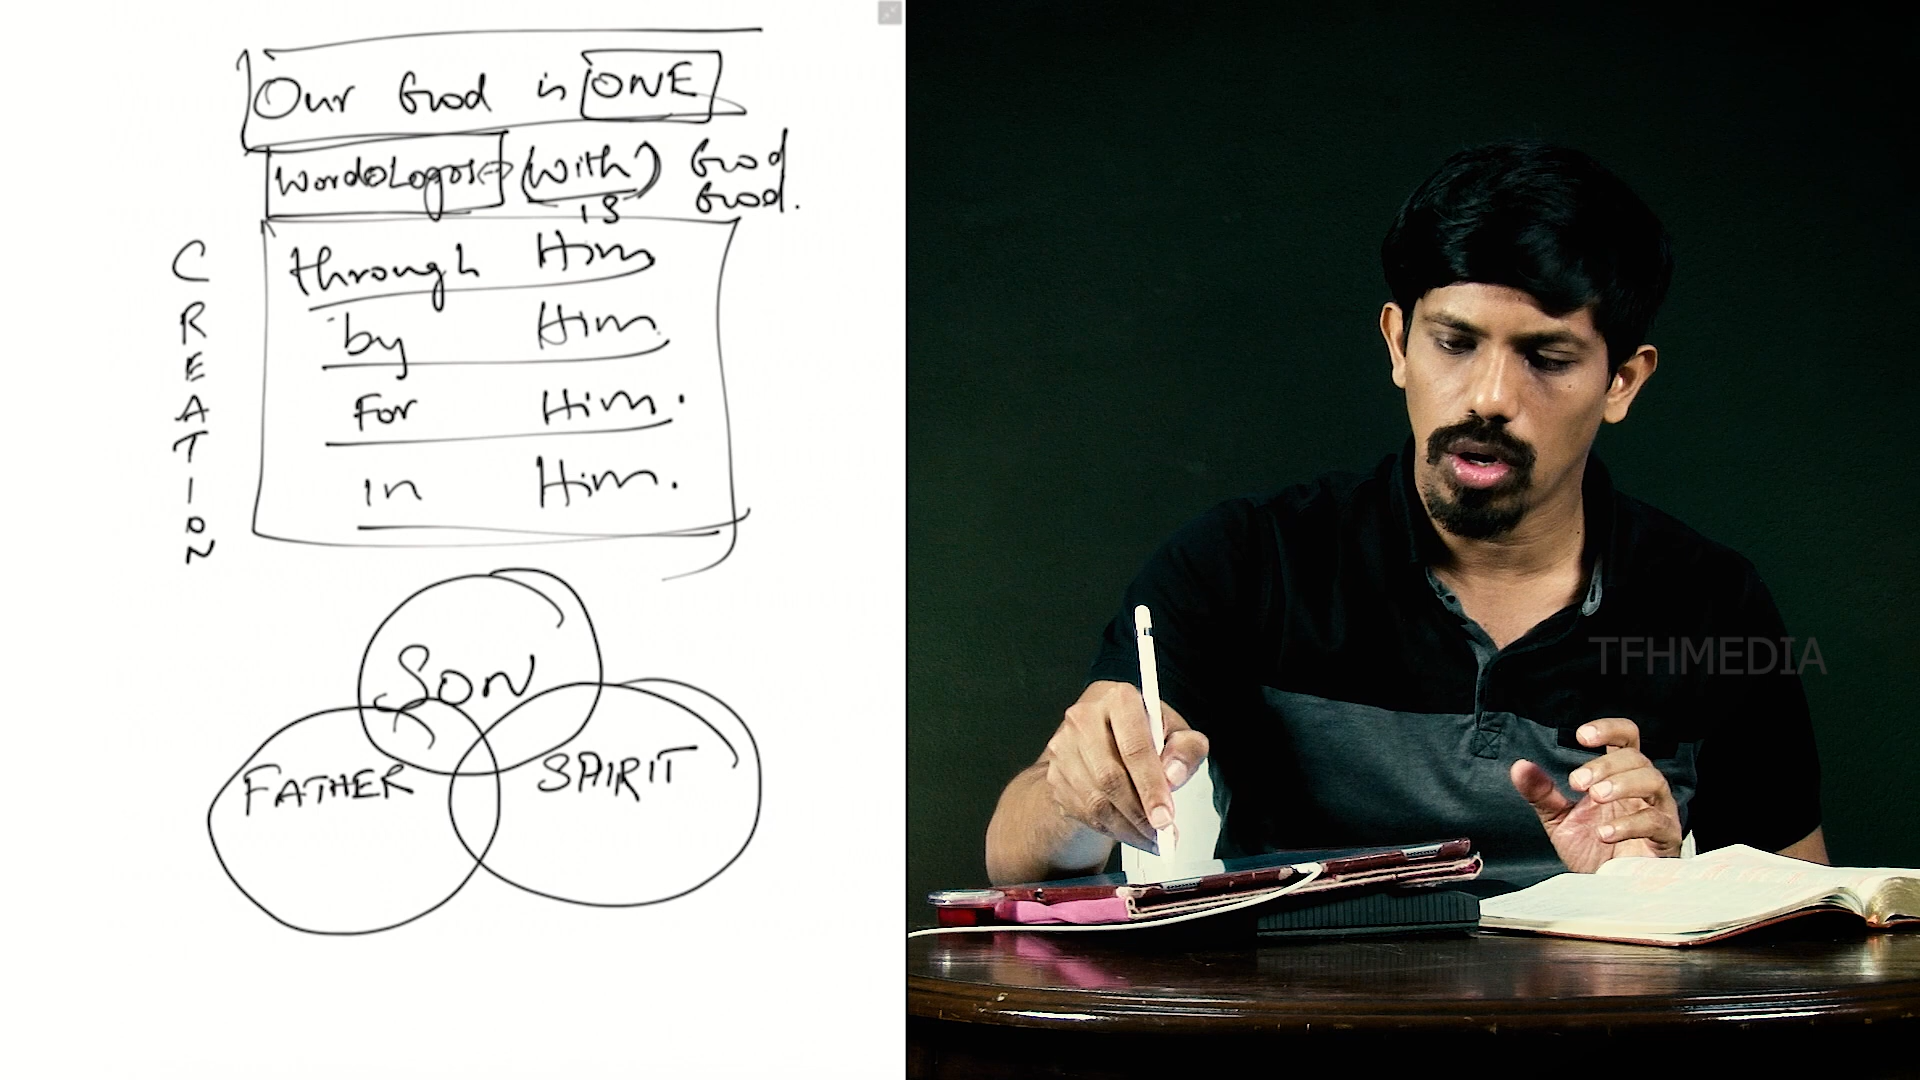 Our God is ONE
Word Logos (with) God
is God.
CREATION
through Him
by Him
For Him.
in Him.
SON
FATHER SPIRIT
TFHMEDIA